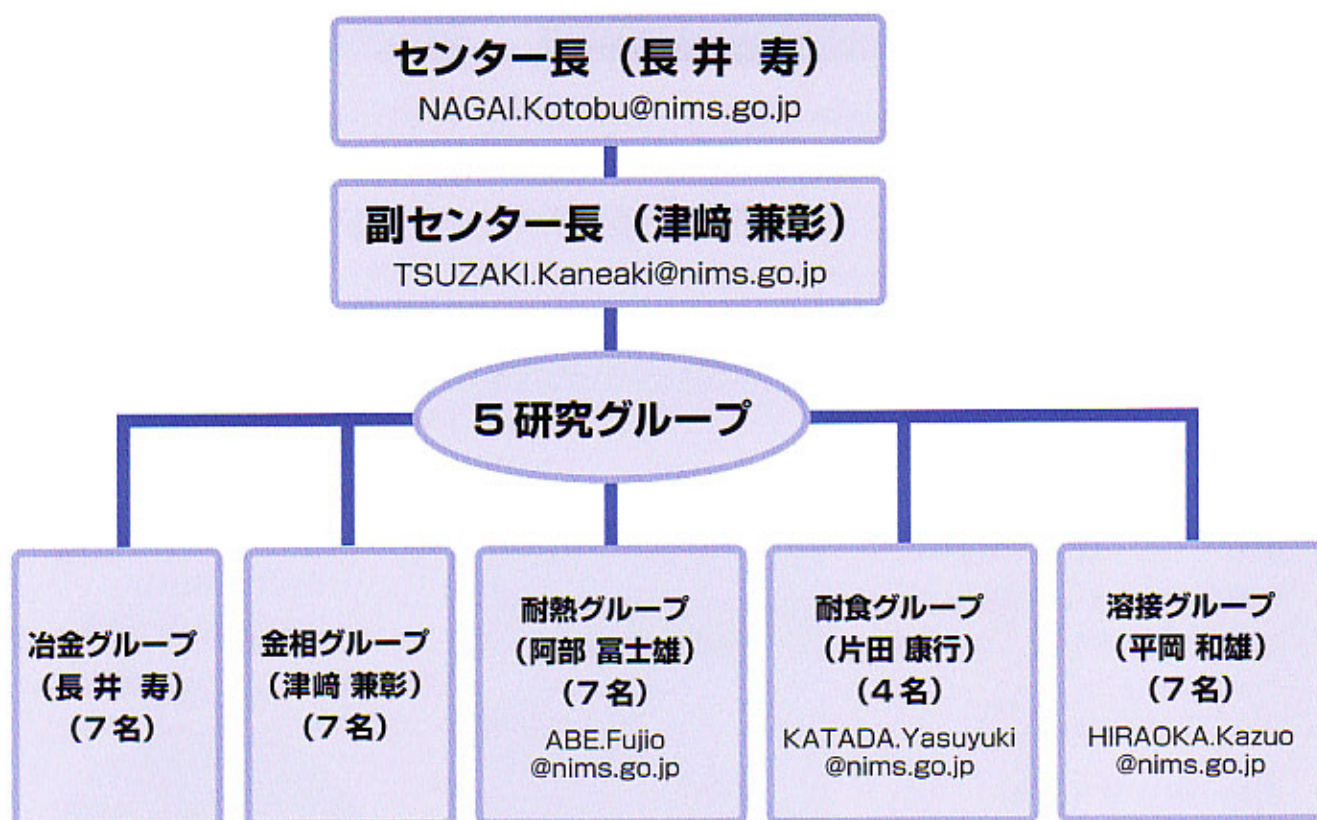 センター長（長 井 寿）
NAGAI.Kotobu@nims.go.jp
副センター長（津﨑 兼彰）
TSUZAKI.Kaneaki@nims.go.jp
5研究グループ
冶金グループ
（長 井 寿）
（7名）
金相グループ
（津﨑 兼彰）
（7名）
耐熱グループ
（阿部 冨士雄）
（7名）
ABE.Fujio
@nims.go.jp
耐食グループ
（片田 康行）
（4名）
KATADA.Yasuyuki
@nims.go.jp
溶接グループ
（平岡 和雄）
（7名）
HIRAOKA.Kazuo
@nims.go.jp